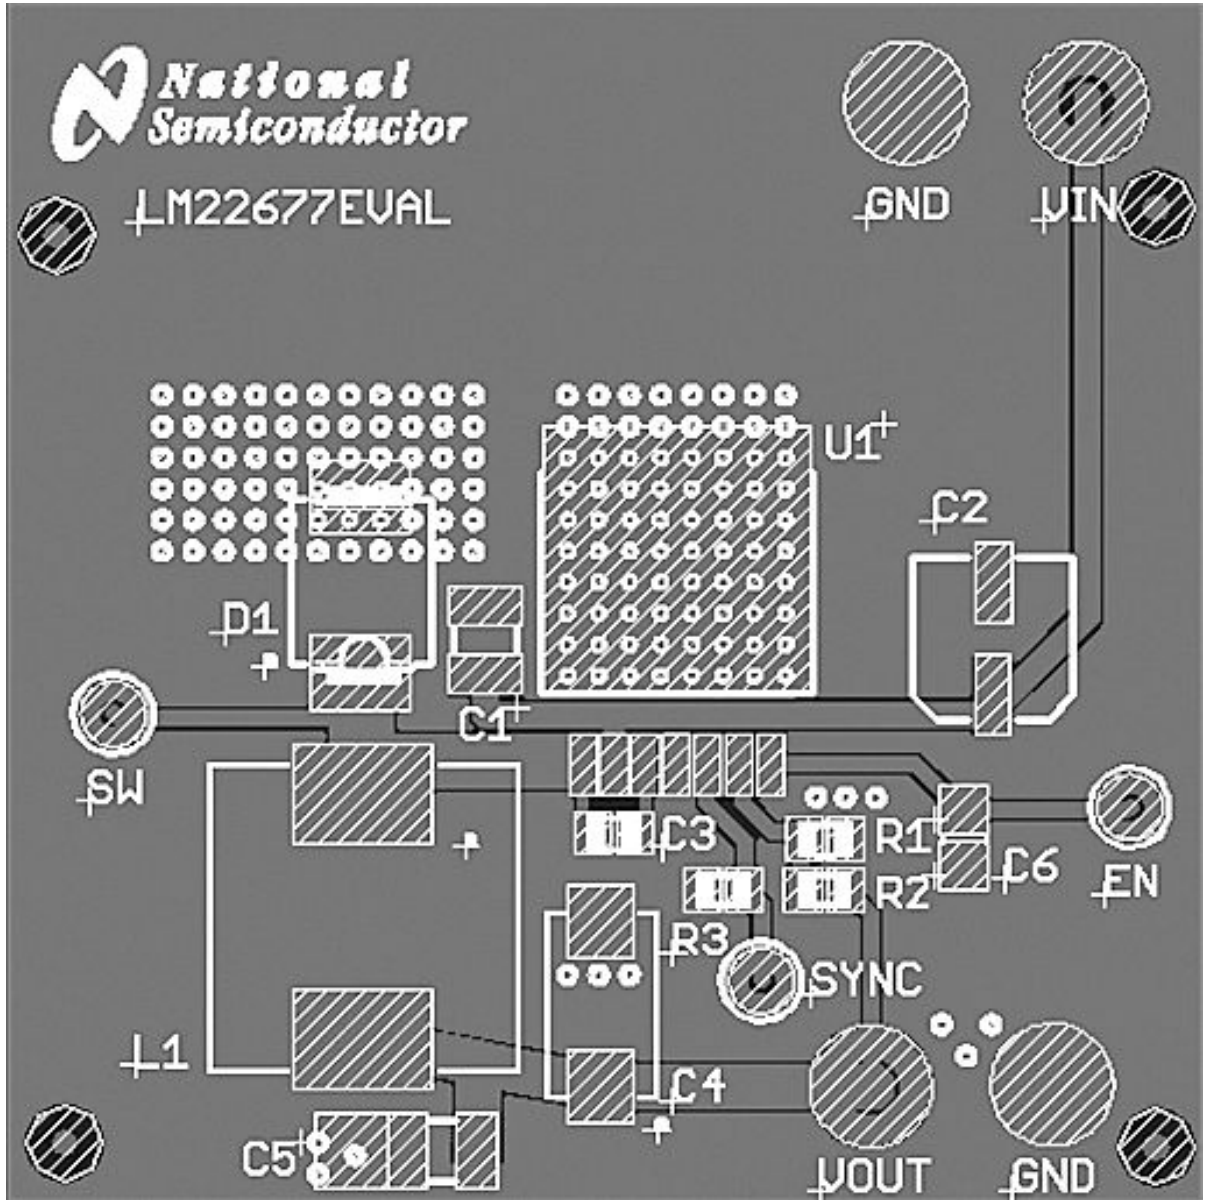 National
Semiconductor
LM22677EVAL
GND
VIN
U1
C2
D1
C1
SW
C3
R1
R2
C6
EN
R3
SYNC
L1
C4
C5
VOUT
GND